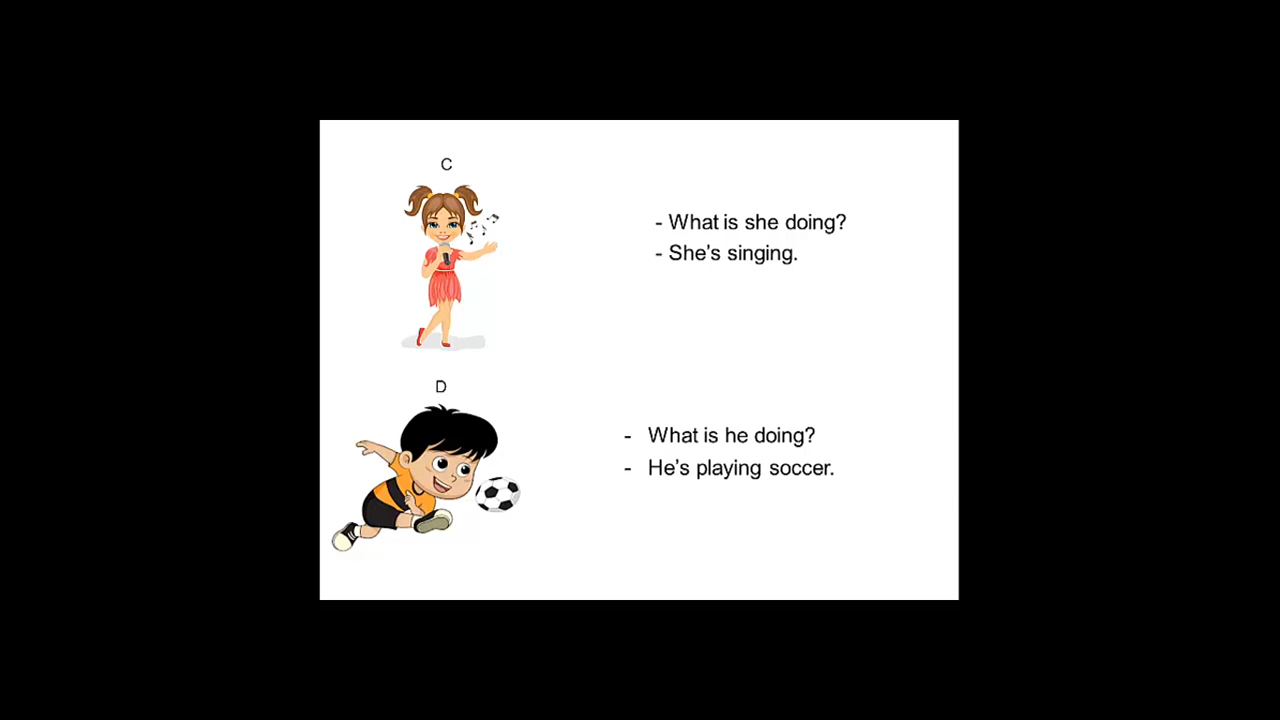 C
- What is she doing?
- She's singing.
D
- What is he doing?
- He's playing soccer.